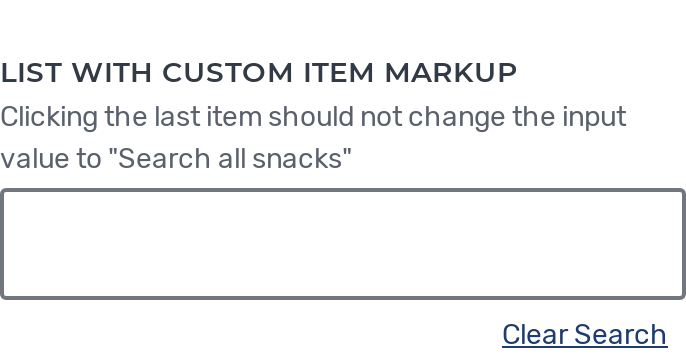 LIST WITH CUSTOM ITEM MARKUP
Clicking the last item should not change the input
value to "Search all snacks"
Clear Search